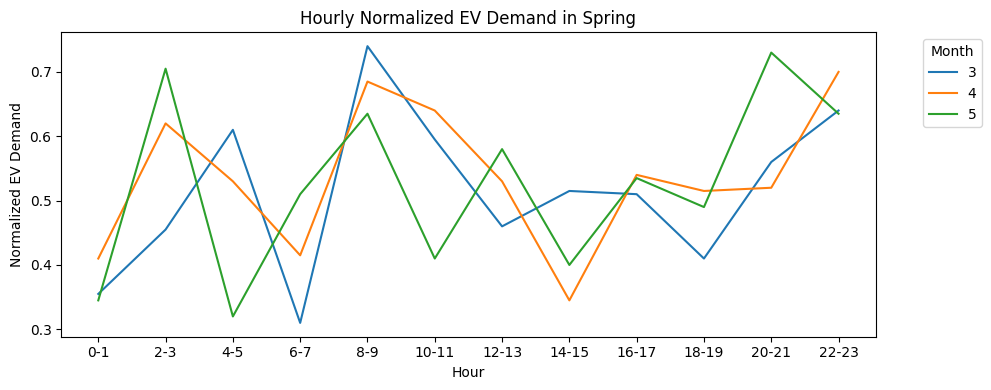 Hourly Normalized EV Demand in Spring
Normalized EV Demand
0.7
0.6
0.5
0.4
0.3
0-1 2-3 4-5 6-7 8-9 10-11 12-13 14-15 16-17 18-19 20-21 22-23
Hour
Month
3
4
5